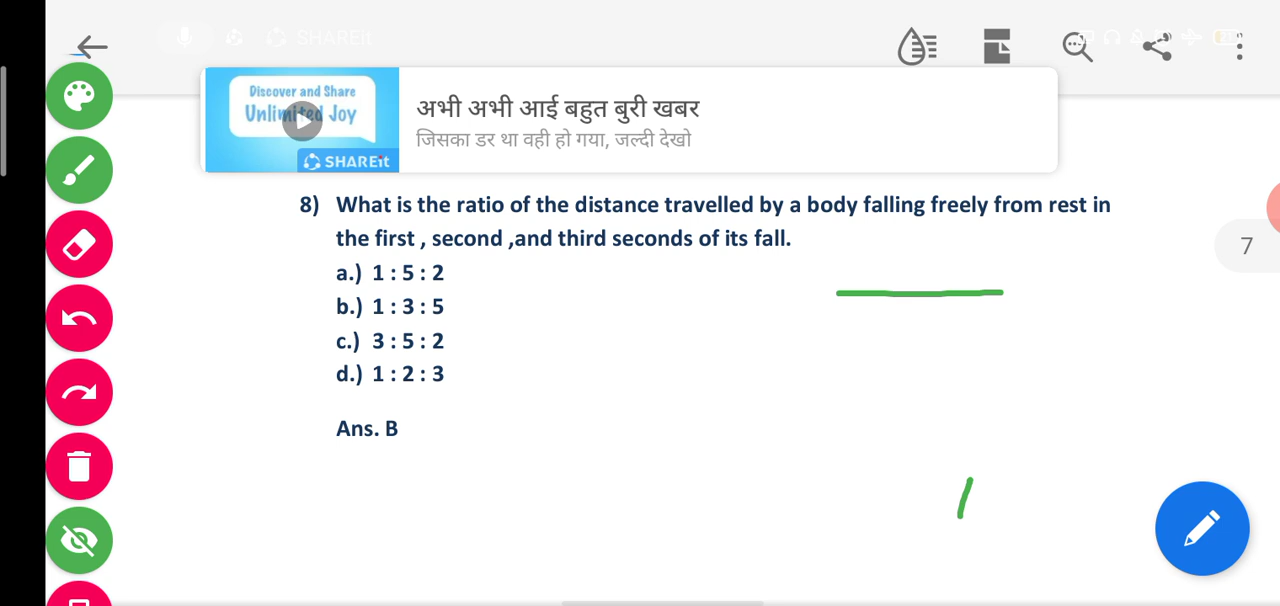 SHAREit
Discover and Share
Unlimited Joy
SHAREit
अभी अभी आई बहुत बुरी खबर
जिसका डर था वही हो गया, जल्दी देखो
8) What is the ratio of the distance travelled by a body falling freely from rest in
the first , second ,and third seconds of its fall.
a.) 1 : 5 : 2
b.) 1 : 3 : 5
c.) 3 : 5 : 2
d.) 1 : 2 : 3
Ans. B
7